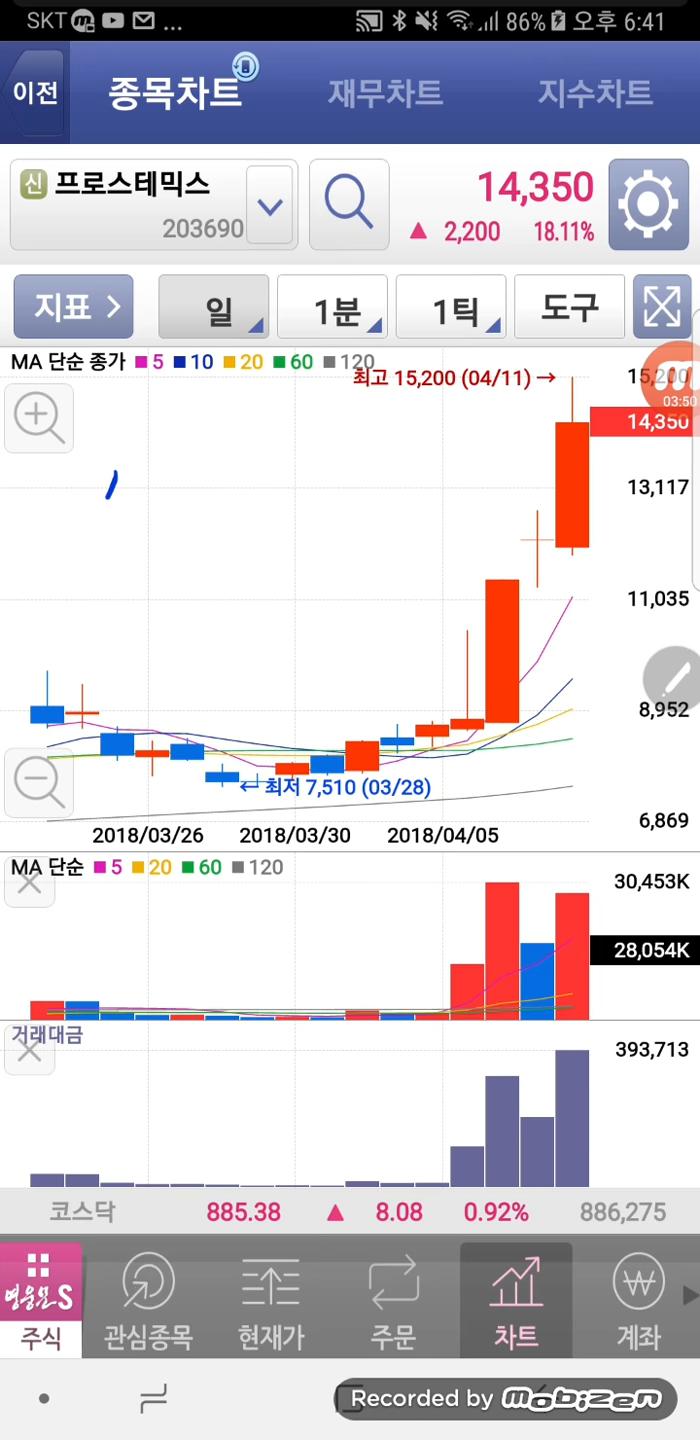 SKT ... 86% 오후 6:41
이전 종목차트 재무차트 지수차트
신 프로스테믹스 14,350
203690 ▲ 2,200 18.11%
지표 > 일 1분 1틱 도구
MA 단순 종가 5 10 20 60 120
최고 15,200 (04/11) → 15,200
03:50
14,350
13,117
11,035
8,952
← 최저 7,510 (03/28)
6,869
2018/03/26 2018/03/30 2018/04/05
MA 단순 5 20 60 120 30,453K
28,054K
거래대금 393,713
코스닥 885.38 ▲ 8.08 0.92% 886,275
영웅문S
주식 관심종목 현재가 주문 차트 계좌
Recorded by mobizen